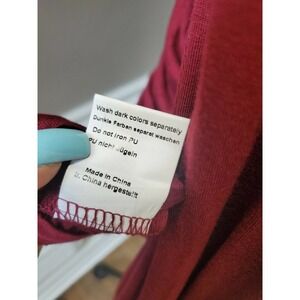 Wash dark colors separately
Dunkle Farben separat waschen
Do not iron PU
PU nicht bügeln
Made in China
in China hergestellt